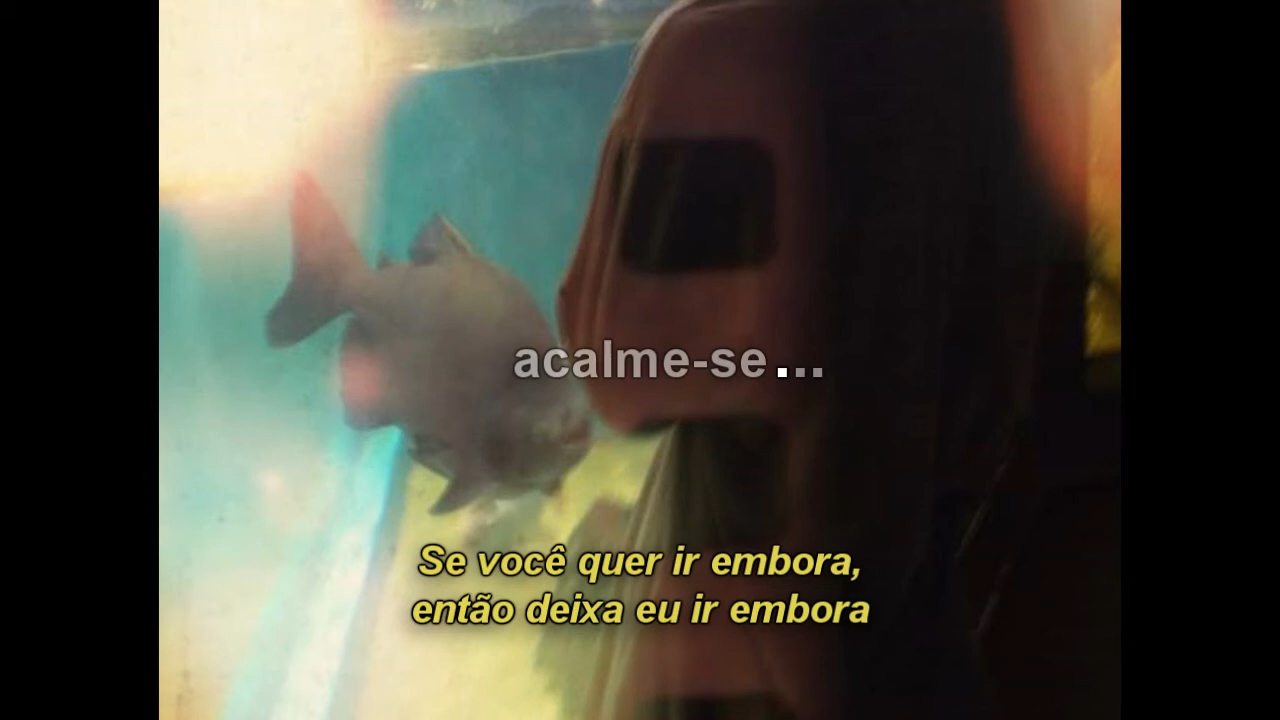 acalme-se...
Se você quer ir embora,
então deixa eu ir embora